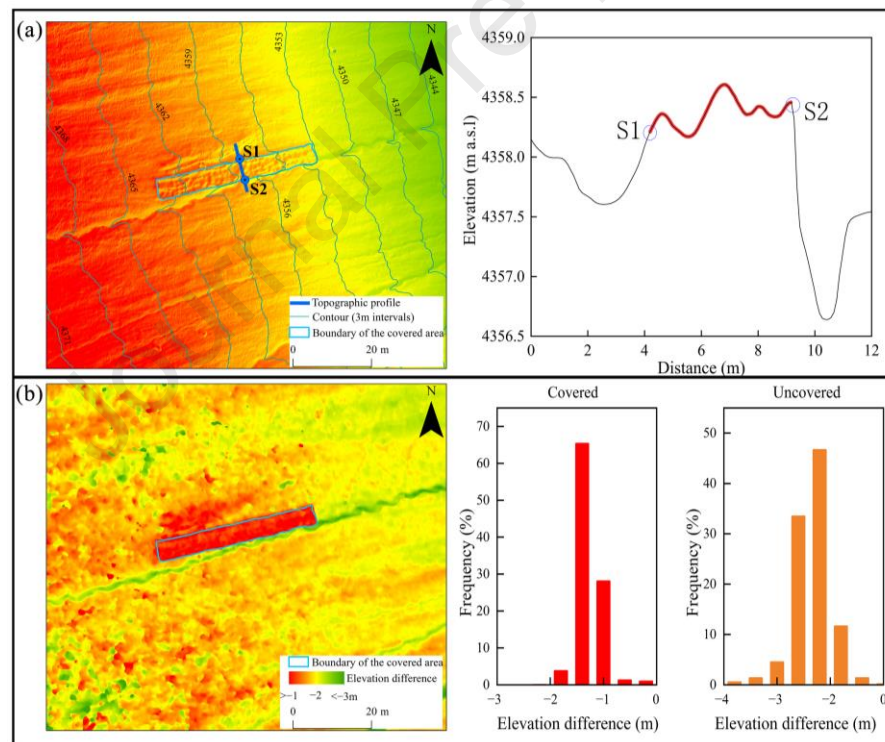 (a)
N
4368
4365
4362
4359
4353
4350
4347
4344
4356
S1
S2
Topographic profile
Contour (3m intervals)
Boundary of the covered area
0 20 m
Elevation (m a.s.l)
4359.0
4358.5
4358.0
4357.5
4357.0
4356.5
S1
S2
0 2 4 6 8 10 12
Distance (m)
(b)
N
Boundary of the covered area
Elevation difference
>−1 −2 <−3m
0 20 m
Covered
Frequency (%)
70
60
50
40
30
20
10
0
−3 −2 −1 0
Elevation difference (m)
Uncovered
Frequency (%)
50
40
30
20
10
0
−4 −2 0
Elevation difference (m)